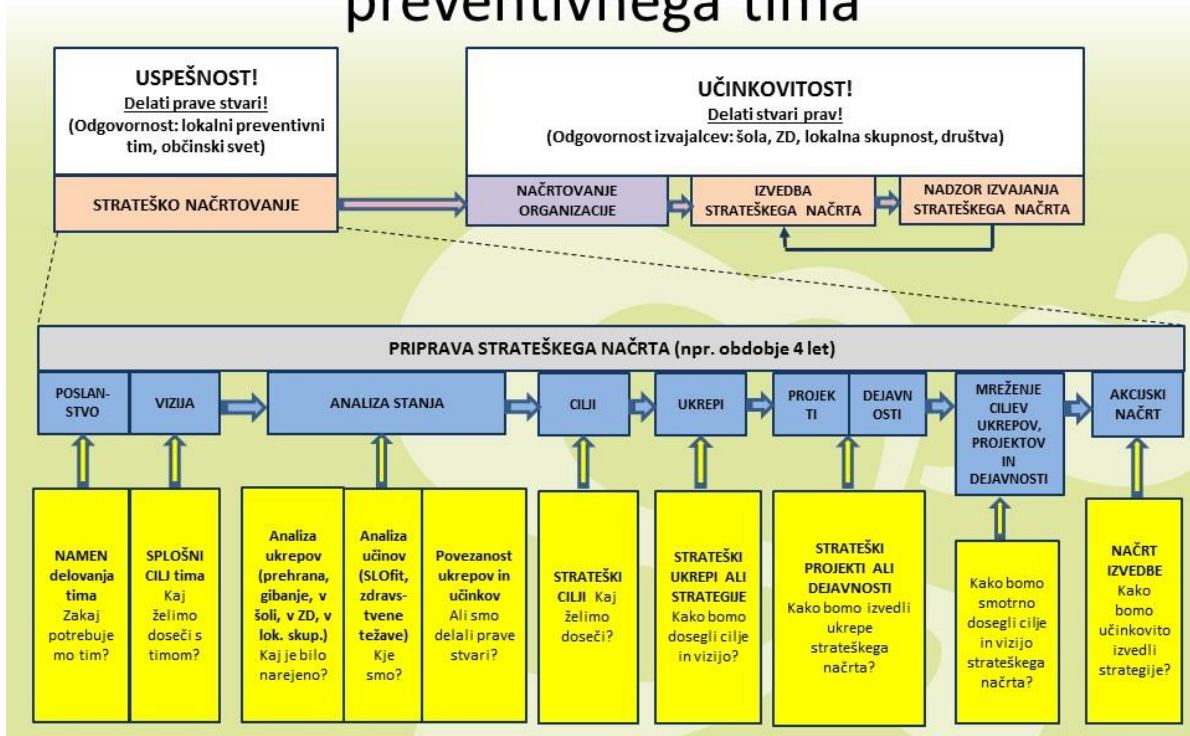 preventivnega tima
USPEŠNOST!
Delati prave stvari!
(Odgovornost: lokalni preventivni
tim, občinski svet)
STRATEŠKO NAČRTOVANJE
UČINKOVITOST!
Delati stvari prav!
(Odgovornost izvajalcev: šola, ZD, lokalna skupnost, društva)
NAČRTOVANJE
ORGANIZACIJE
IZVEDBA
STRATEŠKEGA NAČRTA
NADZOR IZVAJANJA
STRATEŠKEGA NAČRTA
PRIPRAVA STRATEŠKEGA NAČRTA (npr. obdobje 4 let)
POSLAN-
STVO
VIZIJA
ANALIZA STANJA
CILJI
UKREPI
PROJEK
TI
DEJAVN
OSTI
MREŽENJE
CILJEV
UKREPOV,
PROJEKTOV
IN
DEJAVNOSTI
AKCIJSKI
NAČRT
NAMEN
delovanja
tima
Zakaj
potrebuje
mo tim?
SPLOŠNI
CILJ tima
Kaj
želimo
doseči s
timom?
Analiza
ukrepov
(prehrana,
gibanje, v
šoli, v ZD, v
lok. skup.)
Kaj je bilo
narejeno?
Analiza
učinov
(SLOfit,
zdravs-
tvene
težave)
Kje
smo?
Povezanost
ukrepov in
učinkov
Ali smo
delali prave
stvari?
STRATEŠKI
CILJI Kaj
želimo
doseči?
STRATEŠKI
UKREPI ALI
STRATEGIJE
Kako bomo
dosegli cilje
in vizijo?
STRATEŠKI
PROJEKTI ALI
DEJAVNOSTI
Kako bomo izvedli
ukrepe
strateškega
načrta?
Kako bomo
smotrno
dosegli cilje
in vizijo
strateškega
načrta?
NAČRT
IZVEDBE
Kako
bomo
učinkovito
izvedli
strategije?